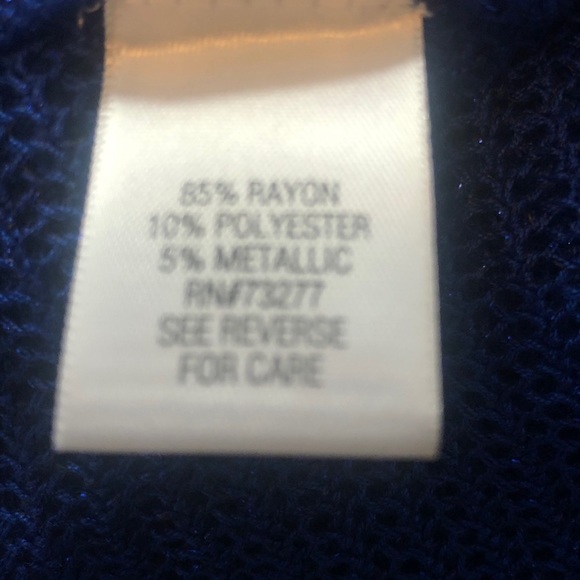 85% RAYON
10% POLYESTER
5% METALLIC
RN#73277
SEE REVERSE
FOR CARE